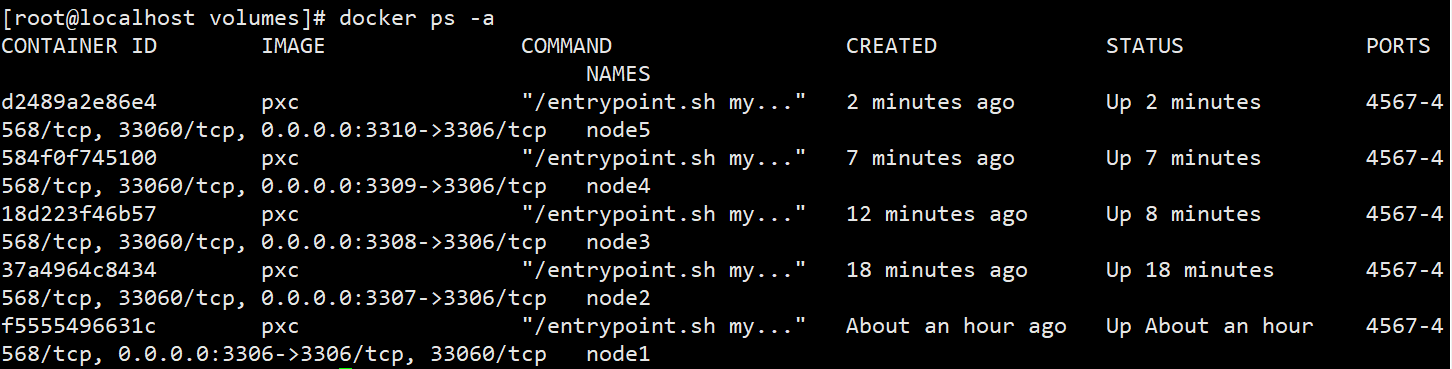 [root@localhost volumes]# docker ps -a
CONTAINER ID        IMAGE               COMMAND                  CREATED             STATUS              PORTS
                                             NAMES
d2489a2e86e4        pxc                 "/entrypoint.sh my..."   2 minutes ago       Up 2 minutes        4567-4
568/tcp, 33060/tcp, 0.0.0.0:3310->3306/tcp   node5
584f0f745100        pxc                 "/entrypoint.sh my..."   7 minutes ago       Up 7 minutes        4567-4
568/tcp, 33060/tcp, 0.0.0.0:3309->3306/tcp   node4
18d223f46b57        pxc                 "/entrypoint.sh my..."   12 minutes ago      Up 8 minutes        4567-4
568/tcp, 33060/tcp, 0.0.0.0:3308->3306/tcp   node3
37a4964c8434        pxc                 "/entrypoint.sh my..."   18 minutes ago      Up 18 minutes       4567-4
568/tcp, 33060/tcp, 0.0.0.0:3307->3306/tcp   node2
f5555496631c        pxc                 "/entrypoint.sh my..."   About an hour ago   Up About an hour    4567-4
568/tcp, 0.0.0.0:3306->3306/tcp, 33060/tcp   node1